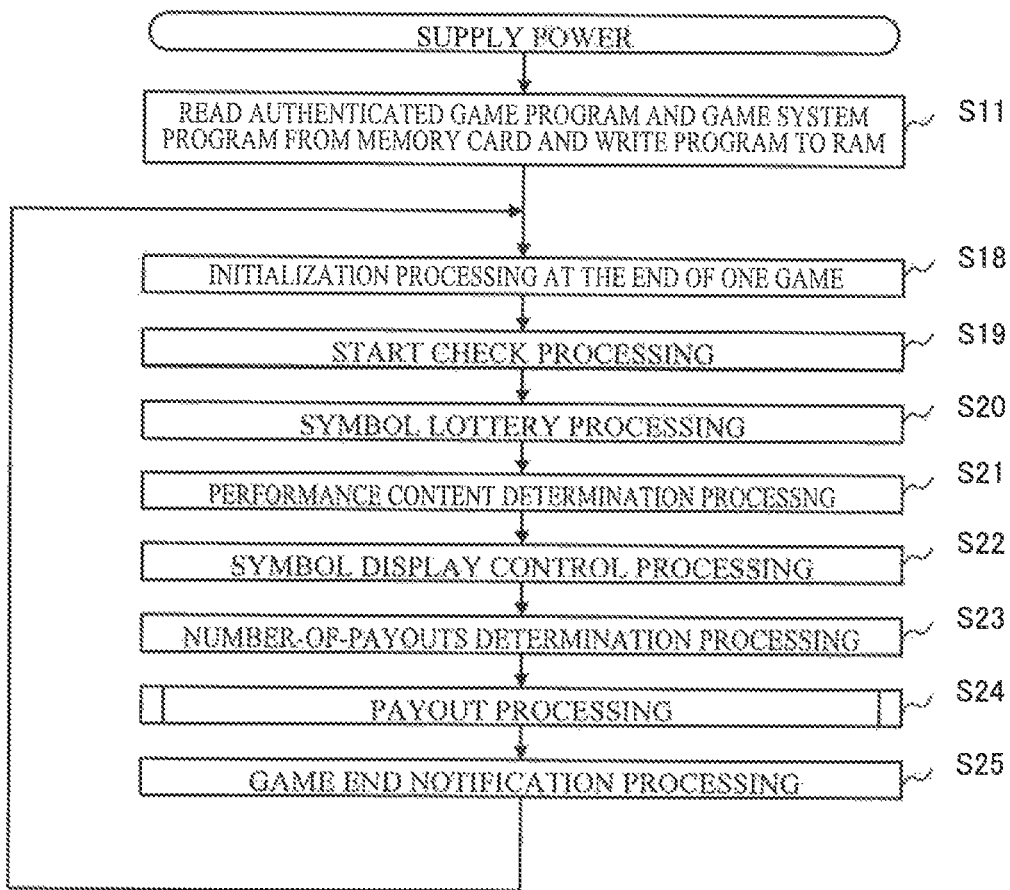 SUPPLY POWER
READ AUTHENTICATED GAME PROGRAM AND GAME SYSTEM
PROGRAM FROM MEMORY CARD AND WRITE PROGRAM TO RAM
S11
INITIALIZATION PROCESSING AT THE END OF ONE GAME
S18
START CHECK PROCESSING
S19
SYMBOL LOTTERY PROCESSING
S20
PERFORMANCE CONTENT DETERMINATION PROCESSNG
S21
SYMBOL DISPLAY CONTROL PROCESSING
S22
NUMBER-OF-PAYOUTS DETERMINATION PROCESSING
S23
PAYOUT PROCESSING
S24
GAME END NOTIFICATION PROCESSING
S25